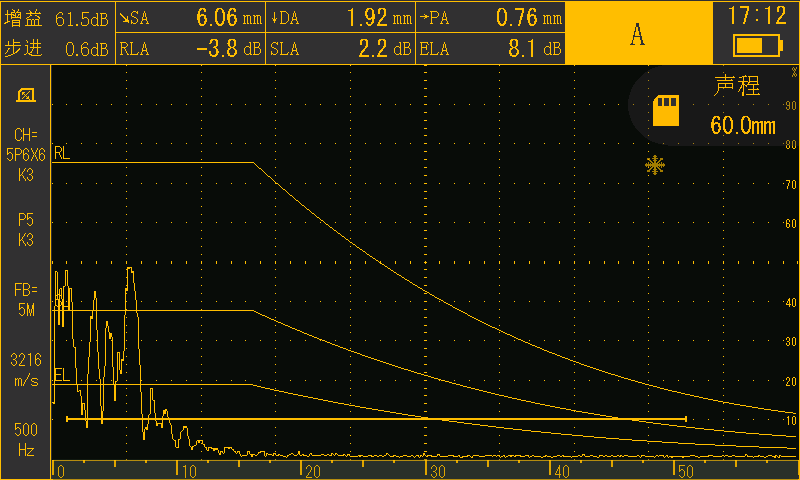 增益 61.5dB ↘SA 6.06 mm ↓DA 1.92 mm →PA 0.76 mm A 17:12
步进 0.6dB RLA -3.8 dB SLA 2.2 dB ELA 8.1 dB
声程
60.0mm
%
90
80
70
60
40
30
20
10
CH=
5P6X6
K3
P5
K3
FB=
5M
3216
m/s
500
Hz
RL
EL
0 10 20 30 40 50